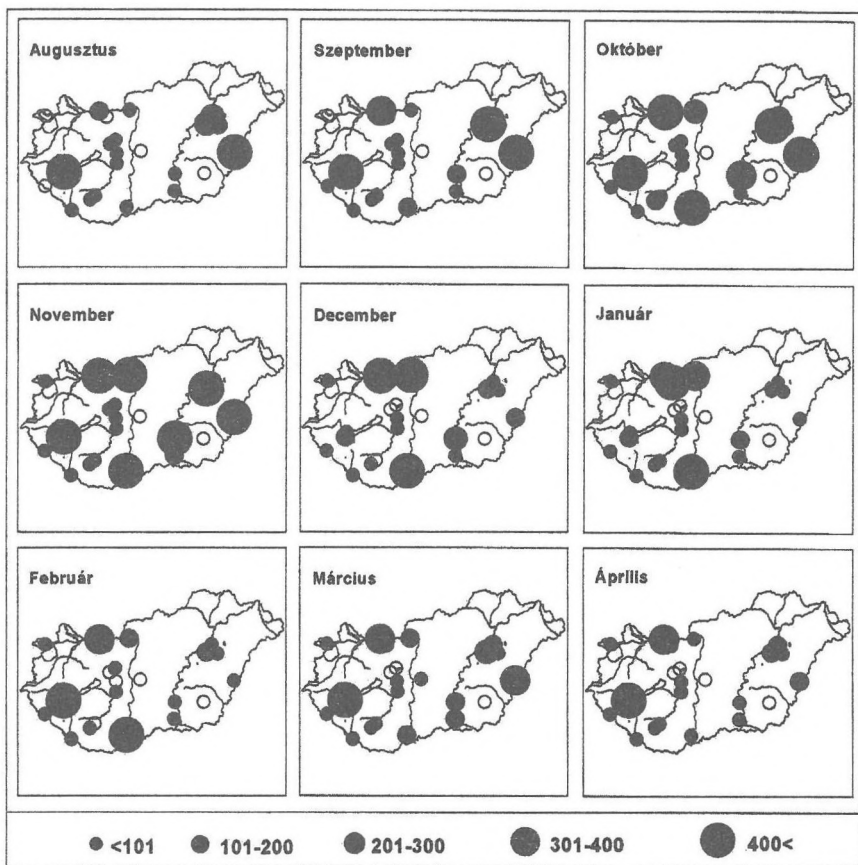 Augusztus
Szeptember
Október
November
December
Január
Február
Március
Április
<101 101-200 201-300 301-400 400<